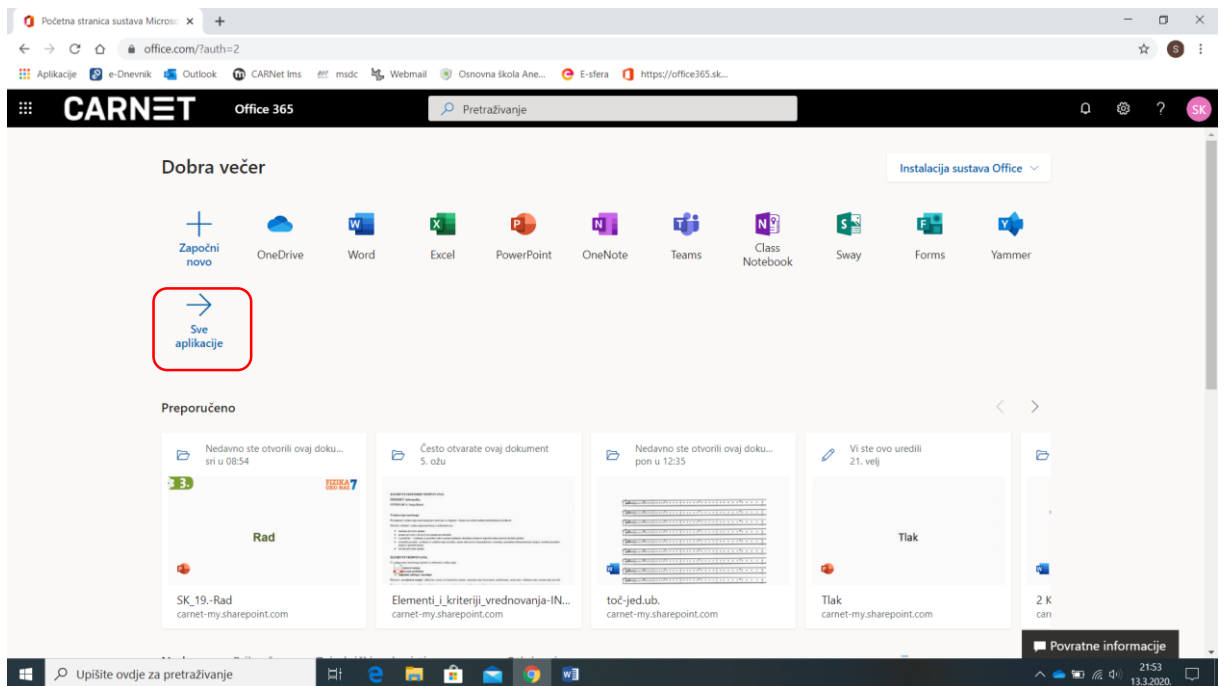 Početna stranica sustava Microso
office.com/?auth=2
Aplikacije e-Dnevnik Outlook CARNet lms msdc Webmail Osnovna škola Ane... E-sfera https://office365.sk...
S
CARNET Office 365 Pretraživanje ? SK
Dobra večer
Instalacija sustava Office
Započni novo
OneDrive
Word
Excel
PowerPoint
OneNote
Teams
Class Notebook
Sway
Forms
Yammer
Sve
aplikacije
Preporučeno
Nedavno ste otvorili ovaj doku...
sri u 08:54
3.
FIZIKA
7
Rad
SK_19.-Rad
carnet-my.sharepoint.com
Često otvarate ovaj dokument
5. ožu
Elementi_i_kriteriji_vrednovanja-IN...
carnet-my.sharepoint.com
Nedavno ste otvorili ovaj doku...
pon u 12:35
toč-jed.ub.
carnet-my.sharepoint.com
Vi ste ovo uredili
21. velj
Tlak
Tlak
carnet-my.sharepoint.com
2 K
carn
Povratne informacije
Upišite ovdje za pretraživanje
21:53
13.3.2020.